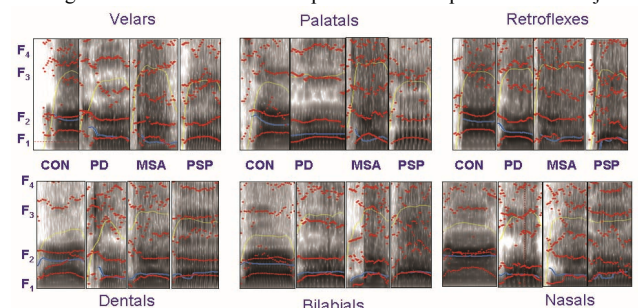 Velars Palatals Retroflexes
F4
F3
F2
F1
CON PD MSA PSP CON PD MSA PSP CON PD MSA PSP
F4
F3
F2
F1
Dentals Bilabials Nasals